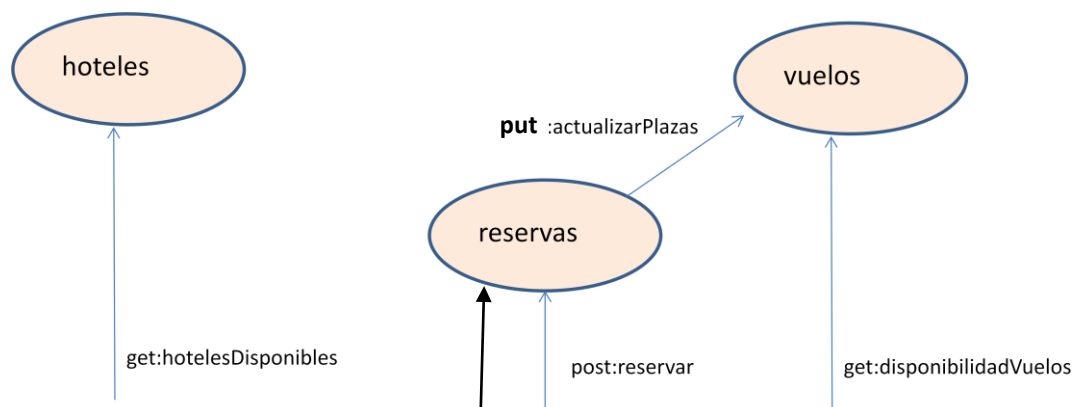 hoteles
vuelos
put :actualizarPlazas
reservas
get:hotelesDisponibles
post:reservar
get:disponibilidadVuelos